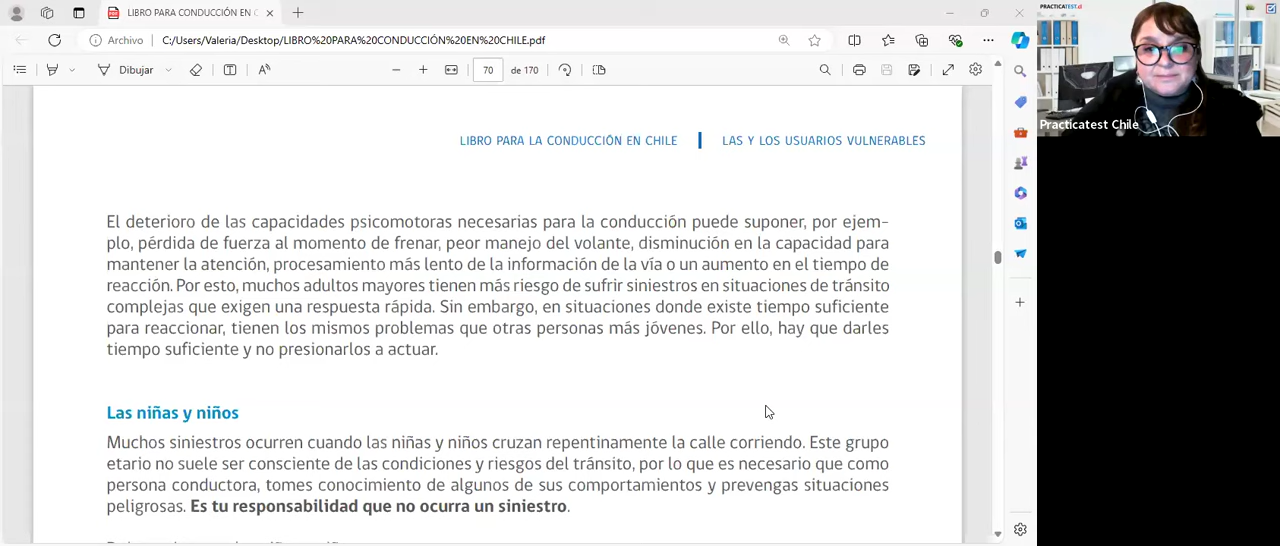 LIBRO PARA CONDUCCIÓN EN C
Archivo
C:/Users/Valeria/Desktop/LIBRO%20PARA%20CONDUCCIÓN%20EN%20CHILE.pdf
Dibujar
70 de 170
PRACTICATEST.cl
Practicatest Chile
LIBRO PARA LA CONDUCCIÓN EN CHILE | LAS Y LOS USUARIOS VULNERABLES
El deterioro de las capacidades psicomotoras necesarias para la conducción puede suponer, por ejem-
plo, pérdida de fuerza al momento de frenar, peor manejo del volante, disminución en la capacidad para
mantener la atención, procesamiento más lento de la información de la vía o un aumento en el tiempo de
reacción. Por esto, muchos adultos mayores tienen más riesgo de sufrir siniestros en situaciones de tránsito
complejas que exigen una respuesta rápida. Sin embargo, en situaciones donde existe tiempo suficiente
para reaccionar, tienen los mismos problemas que otras personas más jóvenes. Por ello, hay que darles
tiempo suficiente y no presionarlos a actuar.
Las niñas y niños
Muchos siniestros ocurren cuando las niñas y niños cruzan repentinamente la calle corriendo. Este grupo
etario no suele ser consciente de las condiciones y riesgos del tránsito, por lo que es necesario que como
persona conductora, tomes conocimiento de algunos de sus comportamientos y prevengas situaciones
peligrosas. Es tu responsabilidad que no ocurra un siniestro.